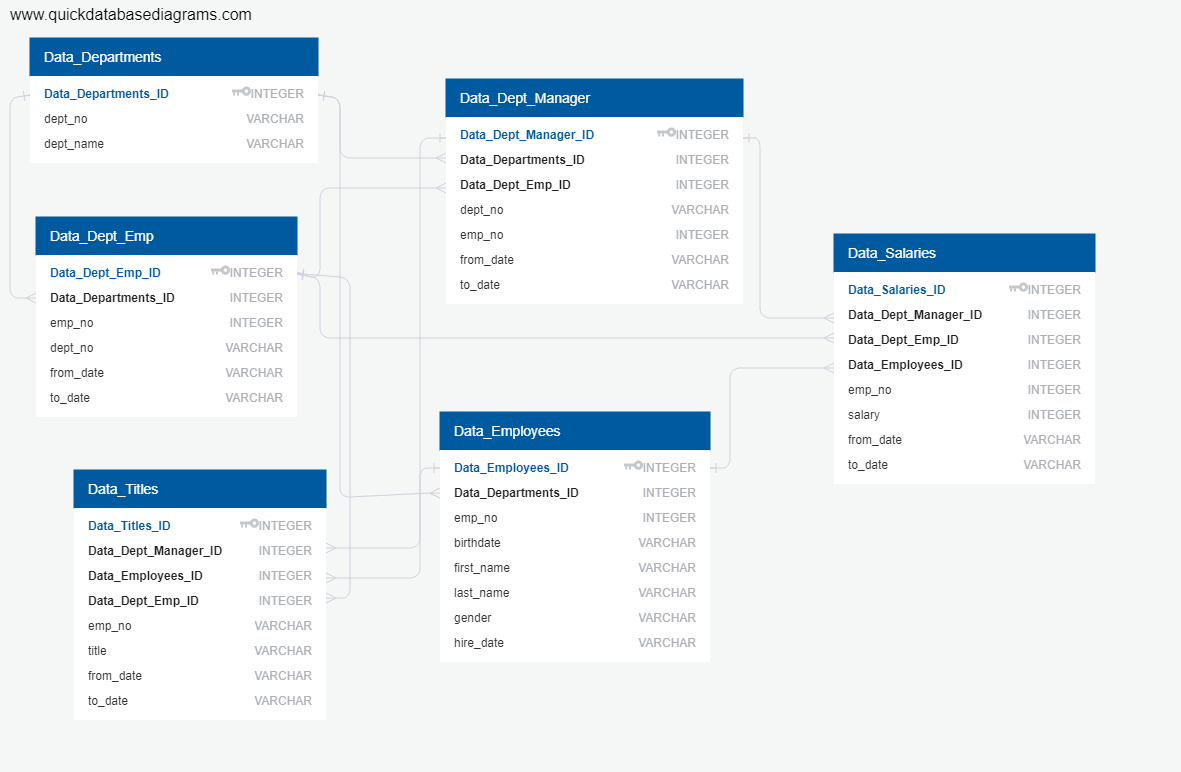 www.quickdatabasediagrams.com
Data_Departments
Data_Departments_ID INTEGER
dept_no VARCHAR
dept_name VARCHAR
Data_Dept_Manager
Data_Dept_Manager_ID INTEGER
Data_Departments_ID INTEGER
Data_Dept_Emp_ID INTEGER
dept_no VARCHAR
emp_no INTEGER
from_date VARCHAR
to_date VARCHAR
Data_Dept_Emp
Data_Dept_Emp_ID INTEGER
Data_Departments_ID INTEGER
emp_no INTEGER
dept_no VARCHAR
from_date VARCHAR
to_date VARCHAR
Data_Salaries
Data_Salaries_ID INTEGER
Data_Dept_Manager_ID INTEGER
Data_Dept_Emp_ID INTEGER
Data_Employees_ID INTEGER
emp_no INTEGER
salary INTEGER
from_date VARCHAR
to_date VARCHAR
Data_Employees
Data_Employees_ID INTEGER
Data_Departments_ID INTEGER
emp_no INTEGER
birthdate VARCHAR
first_name VARCHAR
last_name VARCHAR
gender VARCHAR
hire_date VARCHAR
Data_Titles
Data_Titles_ID INTEGER
Data_Dept_Manager_ID INTEGER
Data_Employees_ID INTEGER
Data_Dept_Emp_ID INTEGER
emp_no VARCHAR
title VARCHAR
from_date VARCHAR
to_date VARCHAR